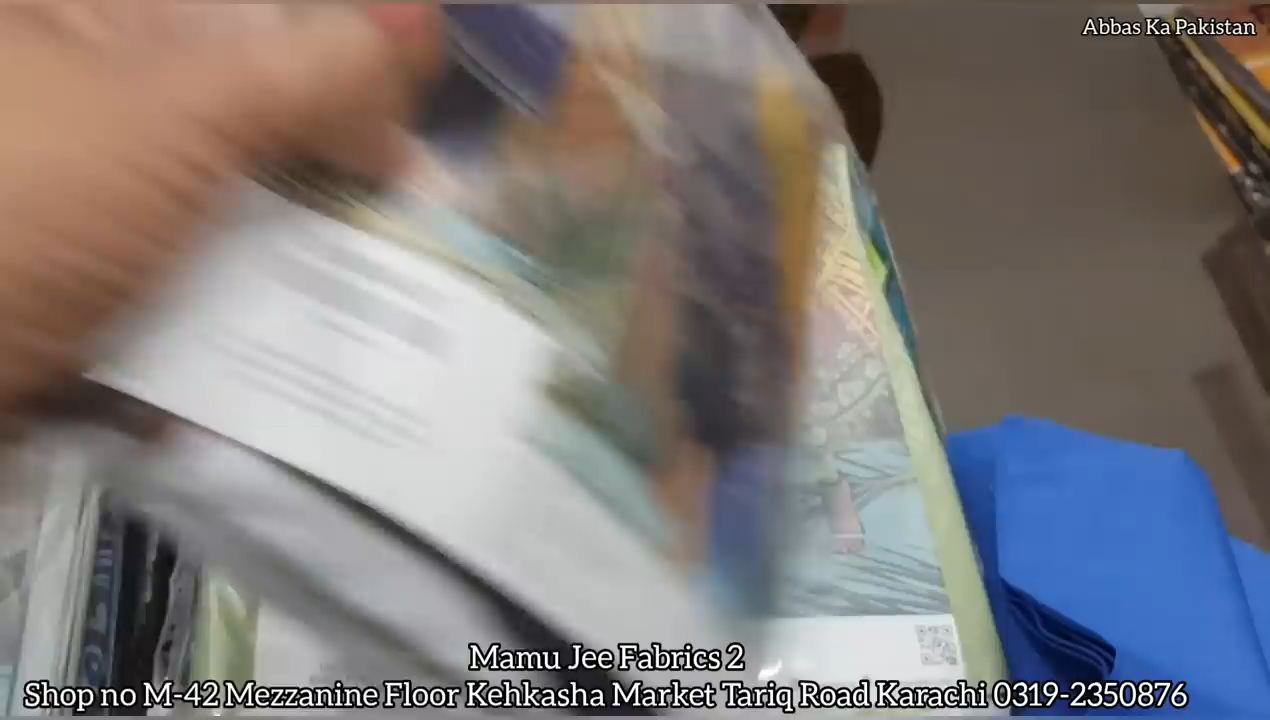 Abbas Ka Pakistan
Mamu Jee Fabrics 2
Shop no M-42 Mezzanine Floor Kehkasha Market Tariq Road Karachi 0319-2350876